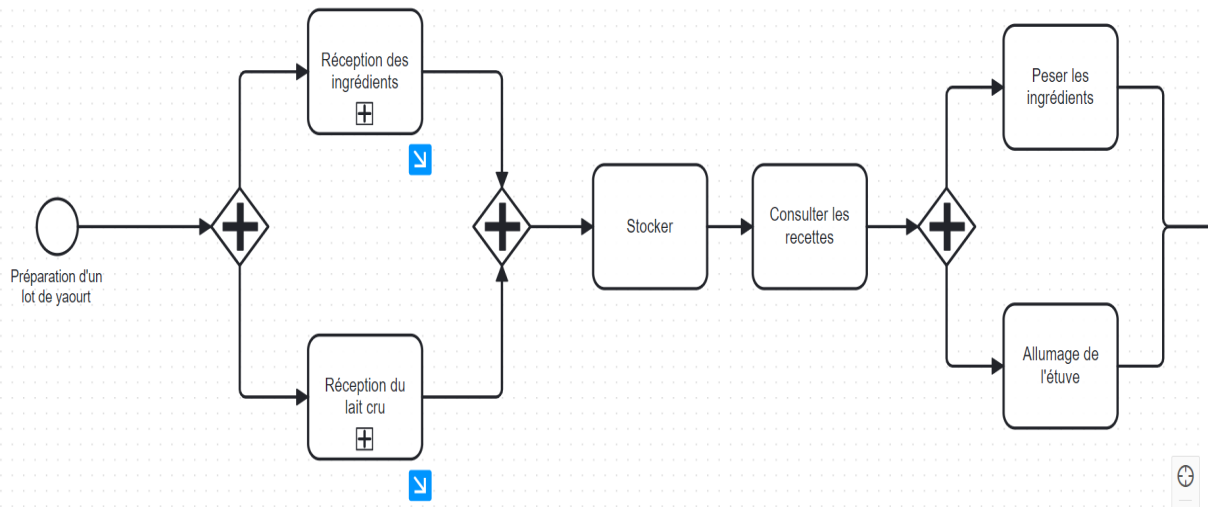 Réception des
ingrédients
Peser les
ingrédients
Préparation d'un
lot de yaourt
Stocker
Consulter les
recettes
Réception du
lait cru
Allumage de
l'étuve